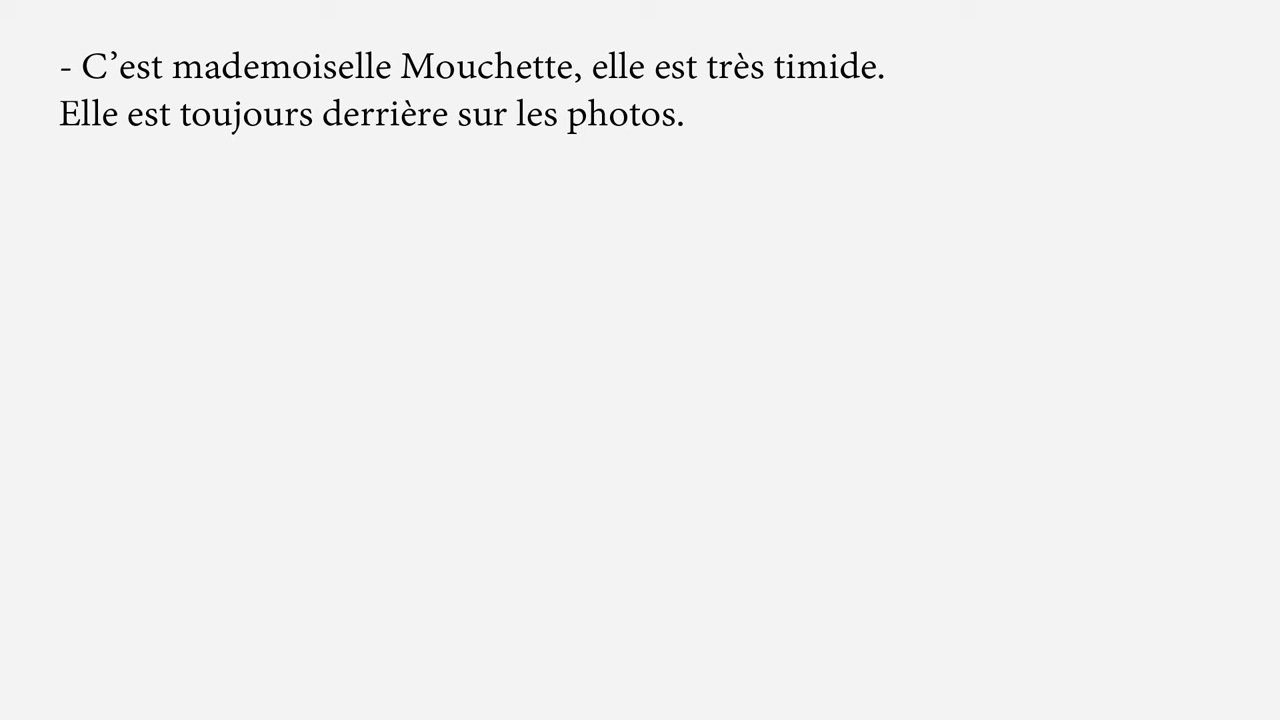 - C’est mademoiselle Mouchette, elle est très timide.
Elle est toujours derrière sur les photos.